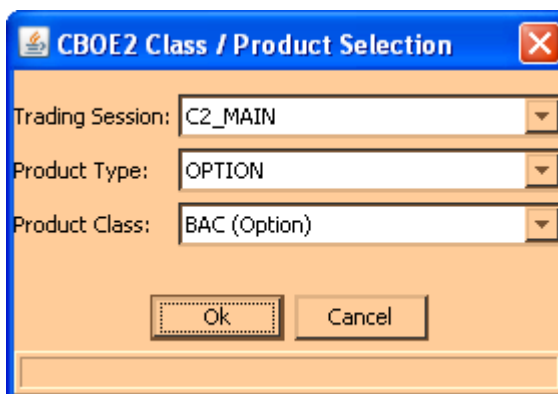 CBOE2 Class / Product Selection
Trading Session: C2_MAIN
Product Type: OPTION
Product Class: BAC (Option)
Ok Cancel